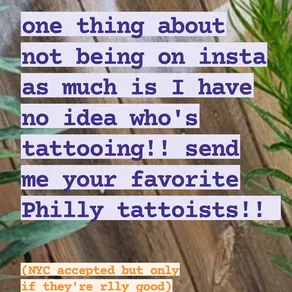 one thing about
not being on insta
as much is I have
no idea who's
tattooing!! send
me your favorite
Philly tattoists!!
(NYC accepted but only
if they're rlly good)